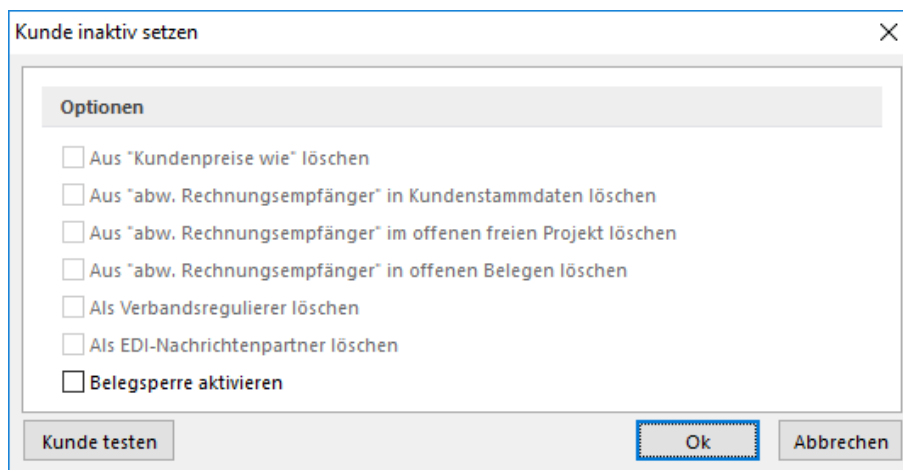 Kunde inaktiv setzen
Optionen
Aus "Kundenpreise wie" löschen
Aus "abw. Rechnungsempfänger" in Kundenstammdaten löschen
Aus "abw. Rechnungsempfänger" im offenen freien Projekt löschen
Aus "abw. Rechnungsempfänger" in offenen Belegen löschen
Als Verbandsregulierer löschen
Als EDI-Nachrichtenpartner löschen
Belegsperre aktivieren
Kunde testen Ok Abbrechen